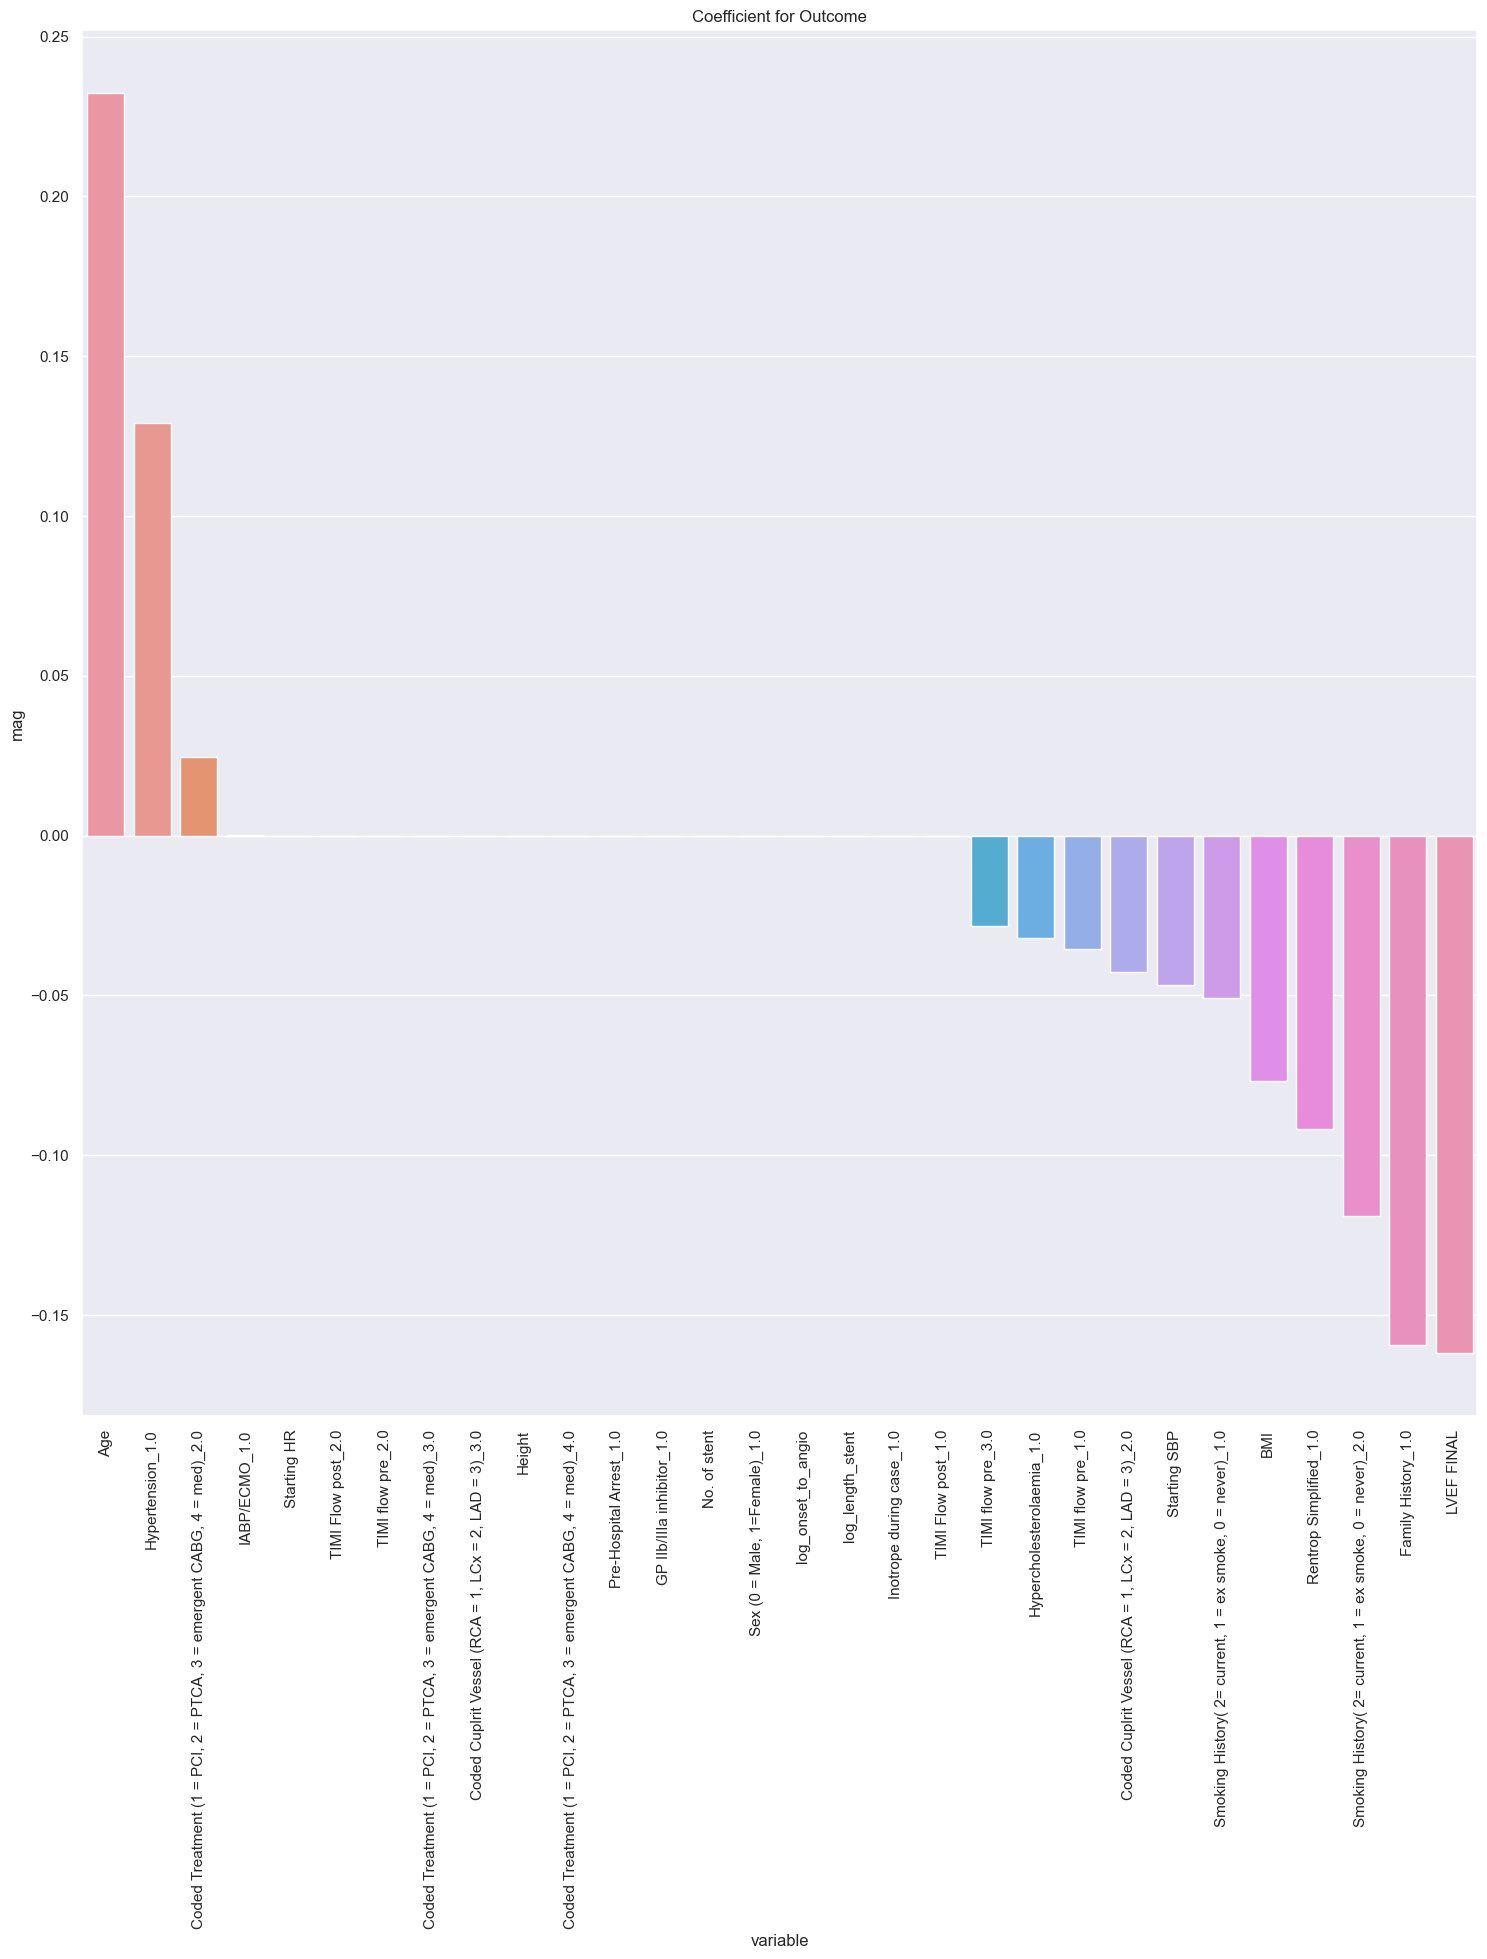 Coefficient for Outcome
0.25
0.20
0.15
0.10
0.05
0.00
−0.05
−0.10
−0.15
mag
Age
Hypertension_1.0
Coded Treatment (1 = PCI, 2 = PTCA, 3 = emergent CABG, 4 = med)_2.0
IABP/ECMO_1.0
Starting HR
TIMI Flow post_2.0
TIMI flow pre_2.0
Coded Treatment (1 = PCI, 2 = PTCA, 3 = emergent CABG, 4 = med)_3.0
Coded Cuplrit Vessel (RCA = 1, LCx = 2, LAD = 3)_3.0
Height
Coded Treatment (1 = PCI, 2 = PTCA, 3 = emergent CABG, 4 = med)_4.0
Pre-Hospital Arrest_1.0
GP IIb/IIIa inhibitor_1.0
No. of stent
Sex (0 = Male, 1=Female)_1.0
log_onset_to_angio
log_length_stent
Inotrope during case_1.0
TIMI Flow post_1.0
TIMI flow pre_3.0
Hypercholesterolaemia_1.0
TIMI flow pre_1.0
Coded Cuplrit Vessel (RCA = 1, LCx = 2, LAD = 3)_2.0
Starting SBP
Smoking History( 2= current, 1 = ex smoke, 0 = never)_1.0
BMI
Rentrop Simplified_1.0
Smoking History( 2= current, 1 = ex smoke, 0 = never)_2.0
Family History_1.0
LVEF FINAL
variable